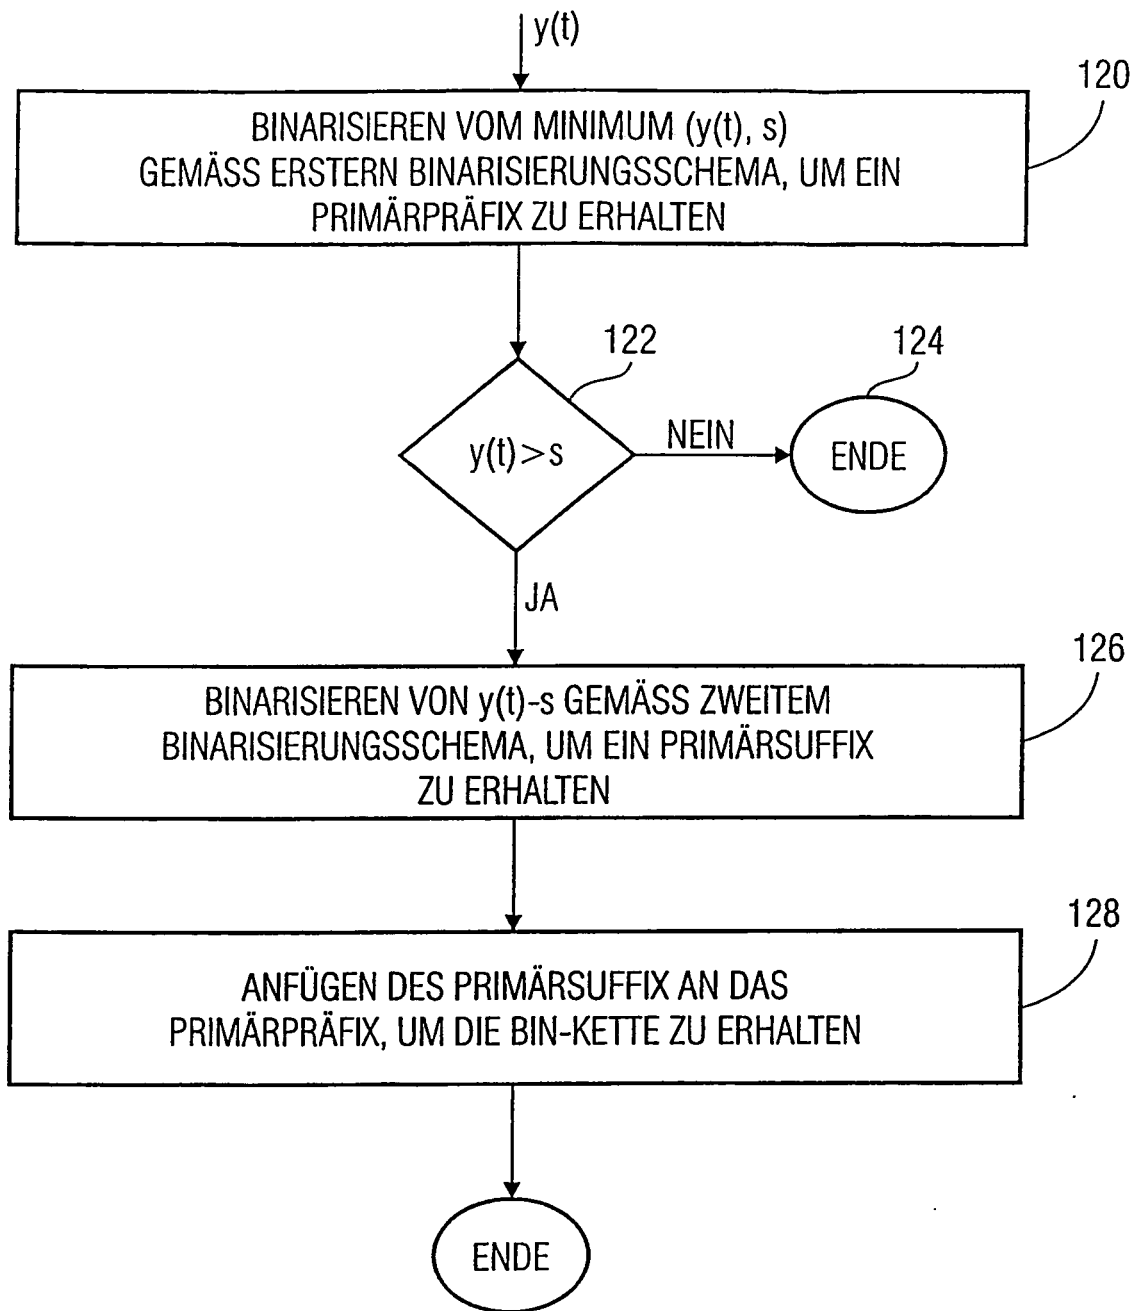 y(t)
120
BINARISIEREN VOM MINIMUM (y(t), s)
GEMÄSS ERSTERN BINARISIERUNGSSCHEMA, UM EIN
PRIMÄRPRÄFIX ZU ERHALTEN
122
124
y(t)>s
NEIN
ENDE
JA
126
BINARISIEREN VON y(t)-s GEMÄSS ZWEITEM
BINARISIERUNGSSCHEMA, UM EIN PRIMÄRSUFFIX
ZU ERHALTEN
128
ANFÜGEN DES PRIMÄRSUFFIX AN DAS
PRIMÄRPRÄFIX, UM DIE BIN-KETTE ZU ERHALTEN
ENDE